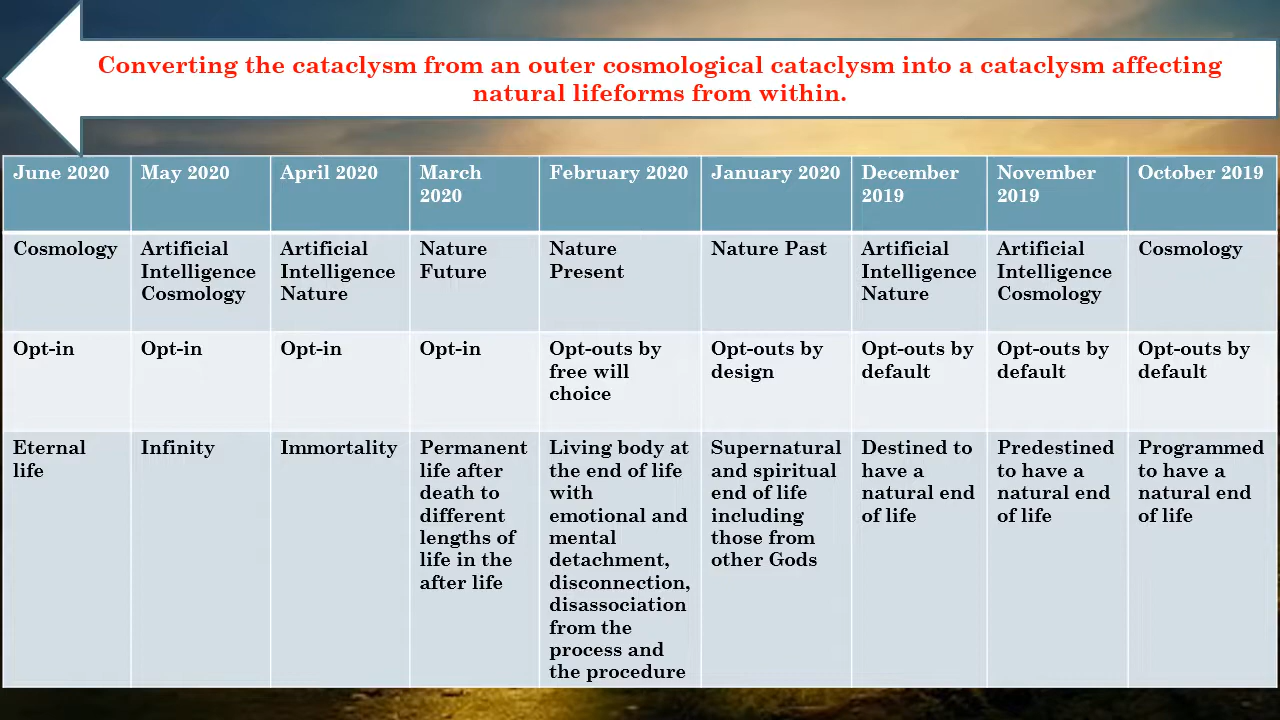 Converting the cataclysm from an outer cosmological cataclysm into a cataclysm affecting
natural lifeforms from within.
June 2020
May 2020
April 2020
March
2020
February 2020
January 2020
December
2019
November
2019
October 2019
Cosmology
Artificial
Intelligence
Cosmology
Artificial
Intelligence
Nature
Nature
Future
Nature
Present
Nature Past
Artificial
Intelligence
Nature
Artificial
Intelligence
Cosmology
Cosmology
Opt-in
Opt-in
Opt-in
Opt-in
Opt-outs by
free will
choice
Opt-outs by
design
Opt-outs by
default
Opt-outs by
default
Opt-outs by
default
Eternal
life
Infinity
Immortality
Permanent
life after
death to
different
lengths of
life in the
after life
Living body at
the end of life
with
emotional and
mental
detachment,
disconnection,
disassociation
from the
process and
the procedure
Supernatural
and spiritual
end of life
including
those from
other Gods
Destined to
have a
natural end
of life
Predestined
to have a
natural end
of life
Programmed
to have a
natural end
of life